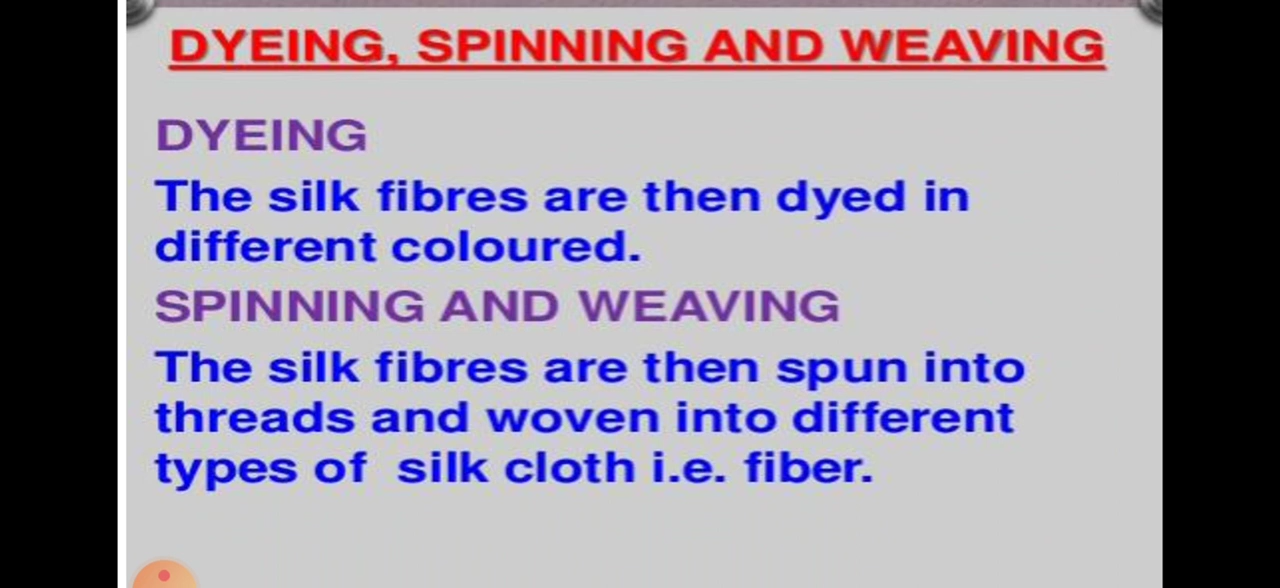 DYEING, SPINNING AND WEAVING
DYEING
The silk fibres are then dyed in
different coloured.
SPINNING AND WEAVING
The silk fibres are then spun into
threads and woven into different
types of silk cloth i.e. fiber.